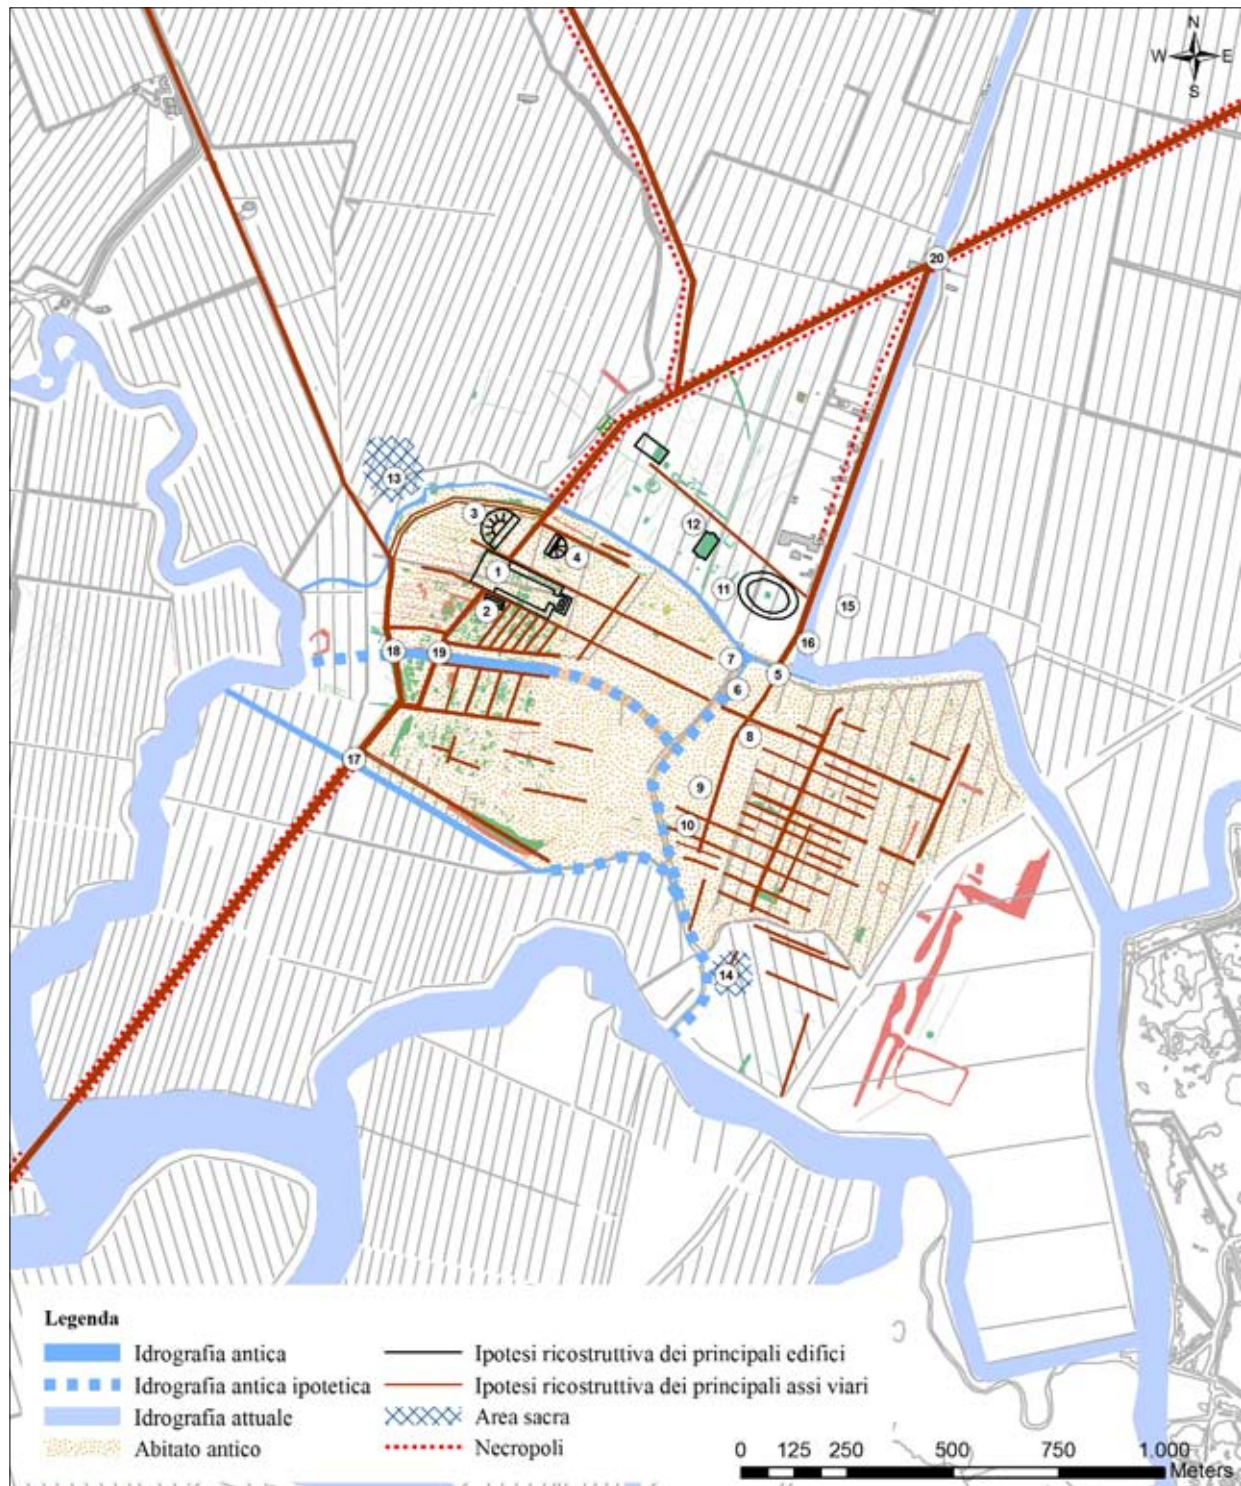 N
W E
S
20
13
3
4
12
1
11
15
2
16
18
19
7
5
6
8
17
9
10
14
Legenda
Idrografia antica
Idrografia antica ipotetica
Idrografia attuale
Abitato antico
Ipotesi ricostruttiva dei principali edifici
Ipotesi ricostruttiva dei principali assi viari
Area sacra
Necropoli
0 125 250 500 750 1.000
Meters